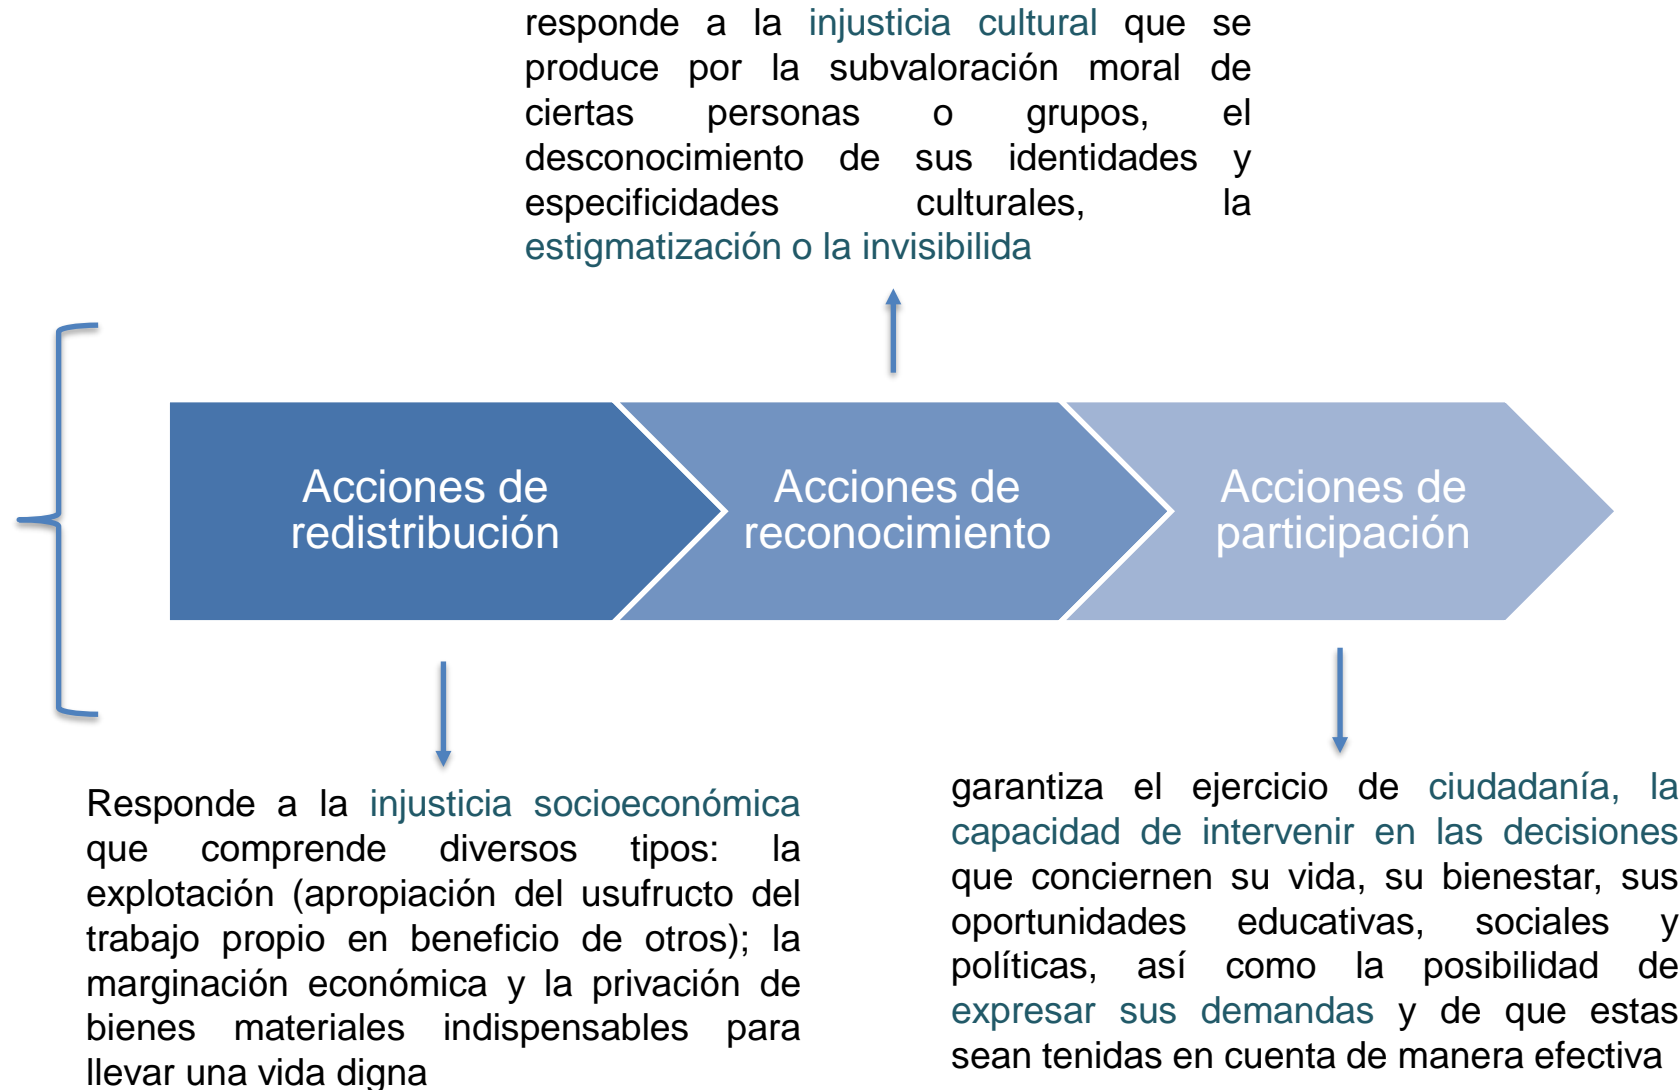 responde a la injusticia cultural que se
produce por la subvaloración moral de
ciertas personas o grupos, el
desconocimiento de sus identidades y
especificidades culturales, la
estigmatización o la invisibilida
Acciones de
redistribución
Acciones de
reconocimiento
Acciones de
participación
Responde a la injusticia socioeconómica
que comprende diversos tipos: la
explotación (apropiación del usufructo del
trabajo propio en beneficio de otros); la
marginación económica y la privación de
bienes materiales indispensables para
llevar una vida digna
garantiza el ejercicio de ciudadanía, la
capacidad de intervenir en las decisiones
que conciernen su vida, su bienestar, sus
oportunidades educativas, sociales y
políticas, así como la posibilidad de
expresar sus demandas y de que estas
sean tenidas en cuenta de manera efectiva